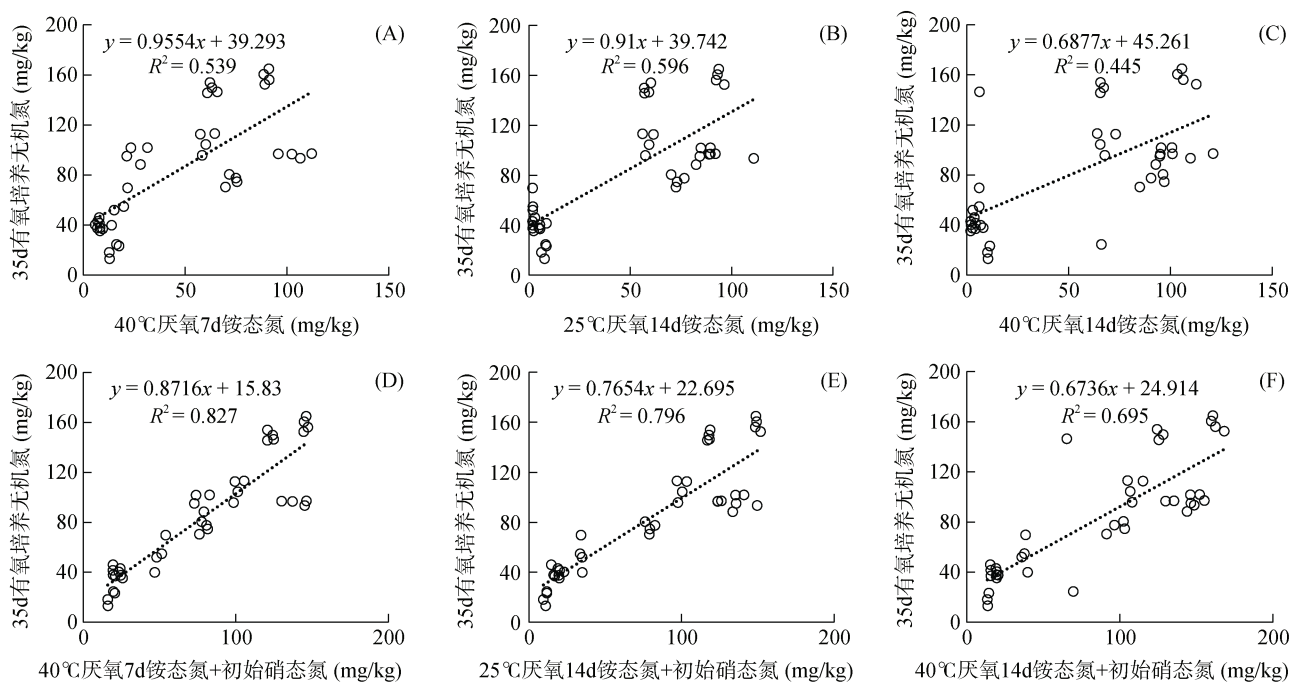 35d有氧培养无机氮 (mg/kg)
200
160
120
80
40
0
y = 0.9554x + 39.293
R² = 0.539
(A)
0
50
100
150
40℃厌氧7d铵态氮 (mg/kg)
35d有氧培养无机氮 (mg/kg)
200
160
120
80
40
0
y = 0.91x + 39.742
R² = 0.596
(B)
0
50
100
150
25℃厌氧14d铵态氮 (mg/kg)
35d有氧培养无机氮 (mg/kg)
200
160
120
80
40
0
y = 0.6877x + 45.261
R² = 0.445
(C)
0
50
100
150
40℃厌氧14d铵态氮(mg/kg)
35d有氧培养无机氮 (mg/kg)
200
160
120
80
40
0
y = 0.8716x + 15.83
R² = 0.827
(D)
0
100
200
40℃厌氧7d铵态氮+初始硝态氮 (mg/kg)
35d有氧培养无机氮 (mg/kg)
200
160
120
80
40
0
y = 0.7654x + 22.695
R² = 0.796
(E)
0
100
200
25℃厌氧14d铵态氮+初始硝态氮 (mg/kg)
35d有氧培养无机氮 (mg/kg)
200
160
120
80
40
0
y = 0.6736x + 24.914
R² = 0.695
(F)
0
100
200
40℃厌氧14d铵态氮+初始硝态氮 (mg/kg)